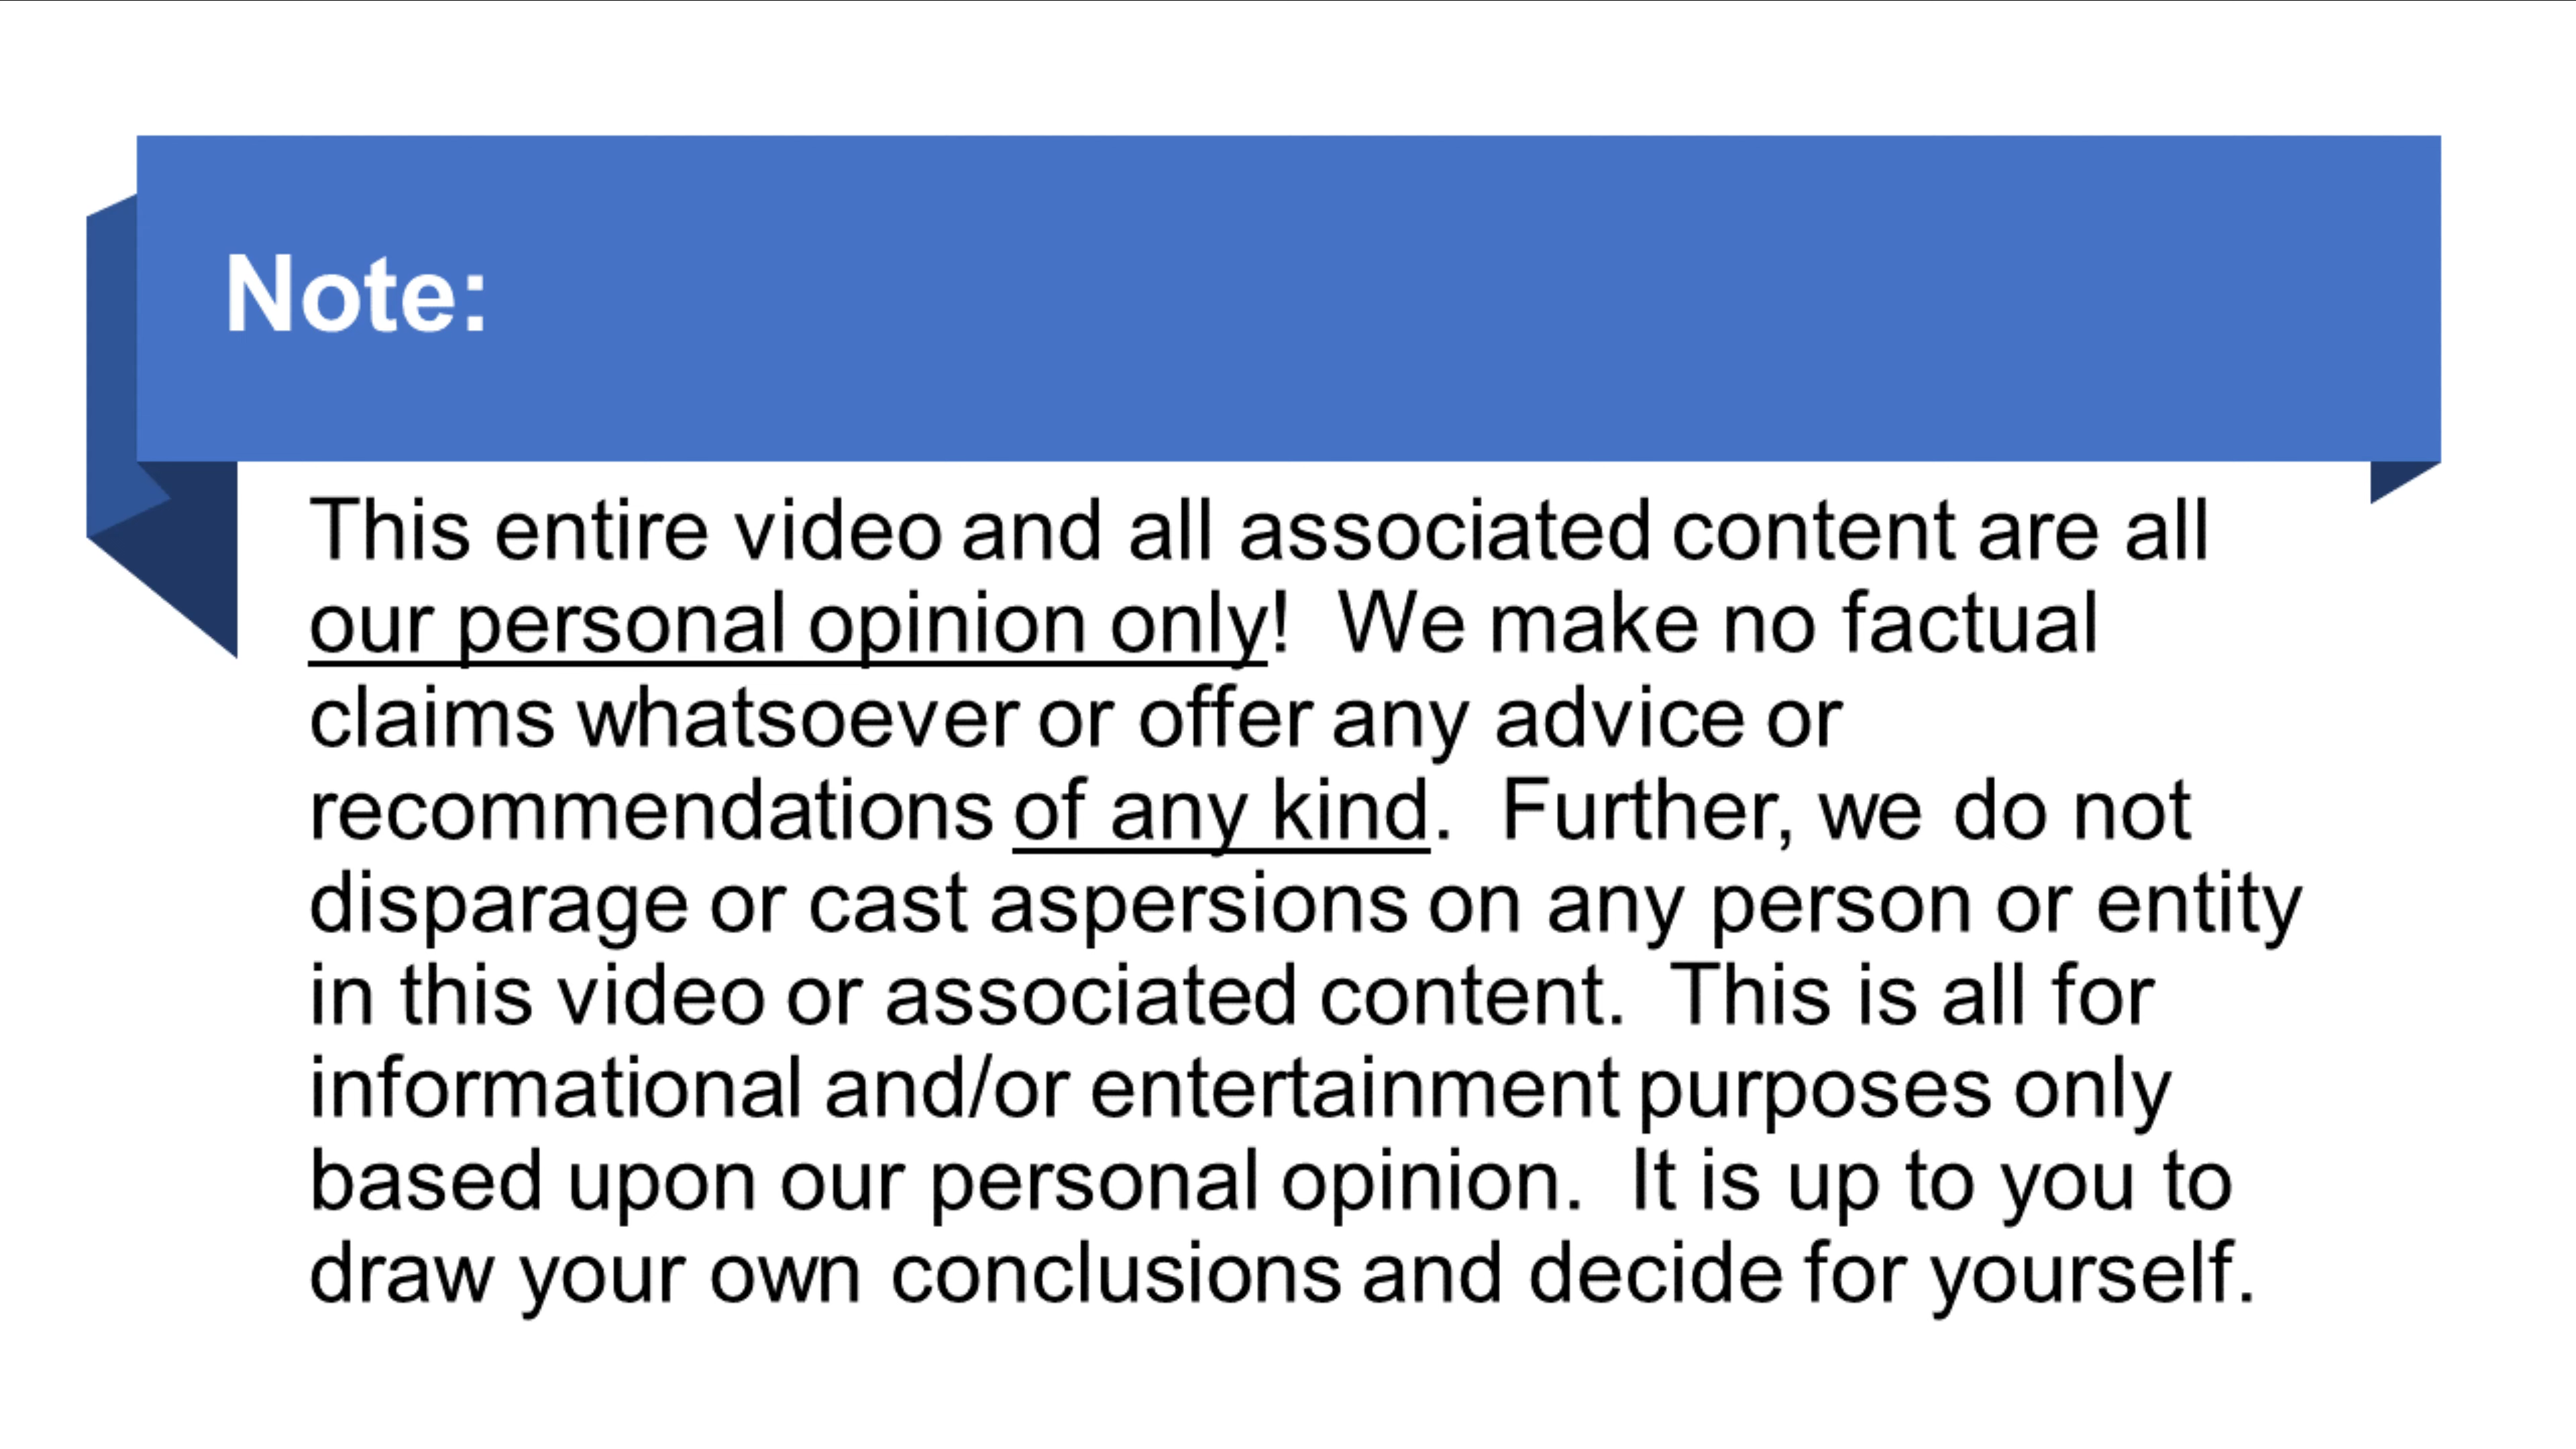 Note:
This entire video and all associated content are all
our personal opinion only!  We make no factual
claims whatsoever or offer any advice or
recommendations of any kind.  Further, we do not
disparage or cast aspersions on any person or entity
in this video or associated content.  This is all for
informational and/or entertainment purposes only
based upon our personal opinion.  It is up to you to
draw your own conclusions and decide for yourself.